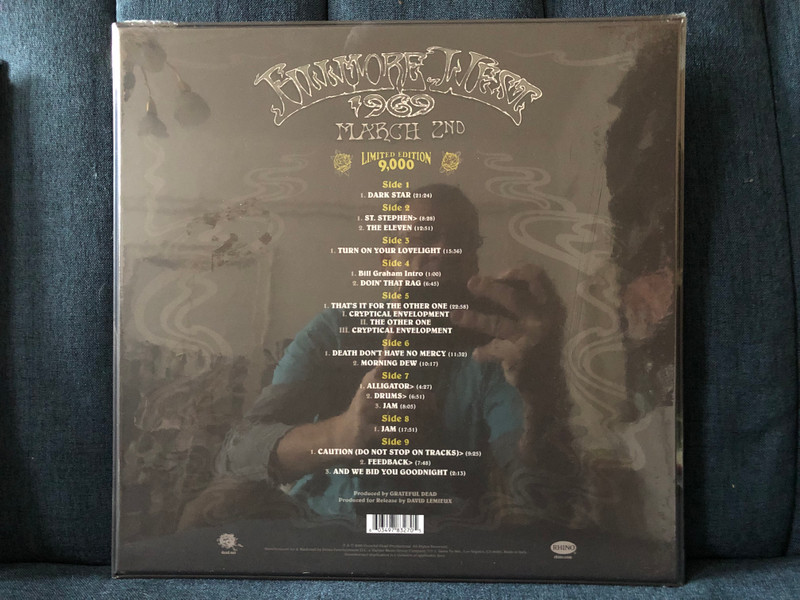 FILLMORE WEST
1969
MARCH 2ND
LIMITED EDITION
9,000
Side 1
1. DARK STAR (21:24)
Side 2
1. ST. STEPHEN> (8:28)
2. THE ELEVEN (12:51)
Side 3
1. TURN ON YOUR LOVELIGHT (15:36)
Side 4
1. Bill Graham Intro (1:00)
2. DOIN' THAT RAG (6:45)
Side 5
1. THAT'S IT FOR THE OTHER ONE (22:58)
I. CRYPTICAL ENVELOPMENT
II. THE OTHER ONE
III. CRYPTICAL ENVELOPMENT
Side 6
1. DEATH DON'T HAVE NO MERCY (11:32)
2. MORNING DEW (10:17)
Side 7
1. ALLIGATOR> (4:27)
2. DRUMS> (6:51)
3. JAM (8:05)
Side 8
1. JAM (17:51)
Side 9
1. CAUTION (DO NOT STOP ON TRACKS)> (9:25)
2. FEEDBACK> (7:48)
3. AND WE BID YOU GOODNIGHT (2:13)
Produced by GRATEFUL DEAD
Produced for Release by DAVID LEMIEUX
RHINO